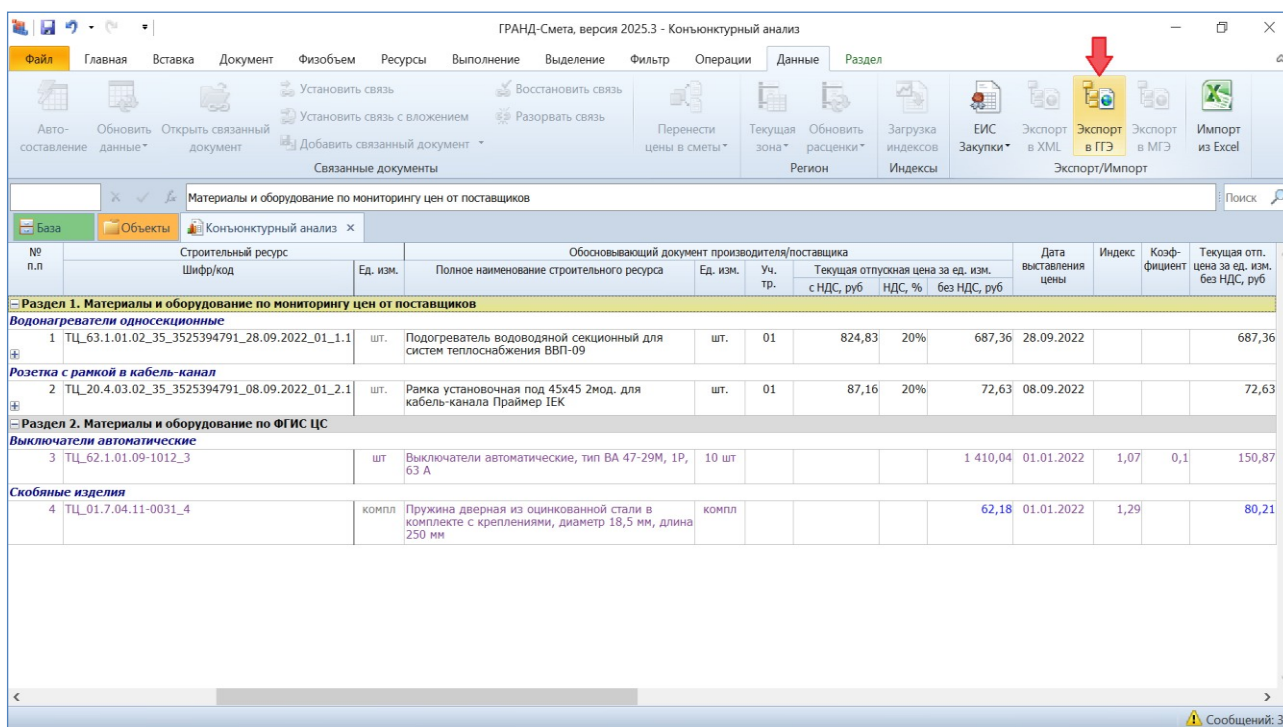 ГРАНД-Смета, версия 2025.3 - Конъюнктурный анализ
Файл Главная Вставка Документ Физобъем Ресурсы Выполнение Выделение Фильтр Операции Данные Раздел
Авто-составление
Обновить данные
Открыть связанный документ
Установить связь
Установить связь с вложением
Добавить связанный документ
Восстановить связь
Разорвать связь
Перенести цены в сметы
Текущая зона
Обновить расценки
Загрузка индексов
ЕИС Закупки
Экспорт в XML
Экспорт в ГГЭ
Экспорт в МГЭ
Импорт из Excel
Связанные документы Регион Индексы Экспорт/Импорт
fx Материалы и оборудование по мониторингу цен от поставщиков Поиск
База Объекты Конъюнктурный анализ ×
№ п.п
Строительный ресурс
Шифр/код Ед. изм.
Обосновывающий документ производителя/поставщика
Полное наименование строительного ресурса Ед. изм. Уч. тр.
Текущая отпускная цена за ед. изм.
с НДС, руб НДС, % без НДС, руб
Дата выставления цены
Индекс
Коэф-фициент
Текущая отп. цена за ед. изм. без НДС, руб
Раздел 1. Материалы и оборудование по мониторингу цен от поставщиков
Водонагреватели односекционные
1 ТЦ_63.1.01.02_35_3525394791_28.09.2022_01_1.1 шт. Подогреватель водоводяной секционный для шт. 01 824,83 20% 687,36 28.09.2022 687,36
систем теплоснабжения ВВП-09
Розетка с рамкой в кабель-канал
2 ТЦ_20.4.03.02_35_3525394791_08.09.2022_01_2.1 шт. Рамка установочная под 45x45 2мод. для шт. 01 87,16 20% 72,63 08.09.2022 72,63
кабель-канала Праймер IEK
Раздел 2. Материалы и оборудование по ФГИС ЦС
Выключатели автоматические
3 ТЦ_62.1.01.09-1012_3 шт Выключатели автоматические, тип ВА 47-29М, 1Р, 10 шт 1 410,04 01.01.2022 1,07 0,1 150,87
63 А
Скобяные изделия
4 ТЦ_01.7.04.11-0031_4 компл Пружина дверная из оцинкованной стали в компл 62,18 01.01.2022 1,29 80,21
комплекте с креплениями, диаметр 18,5 мм, длина
250 мм
Сообщений: 3